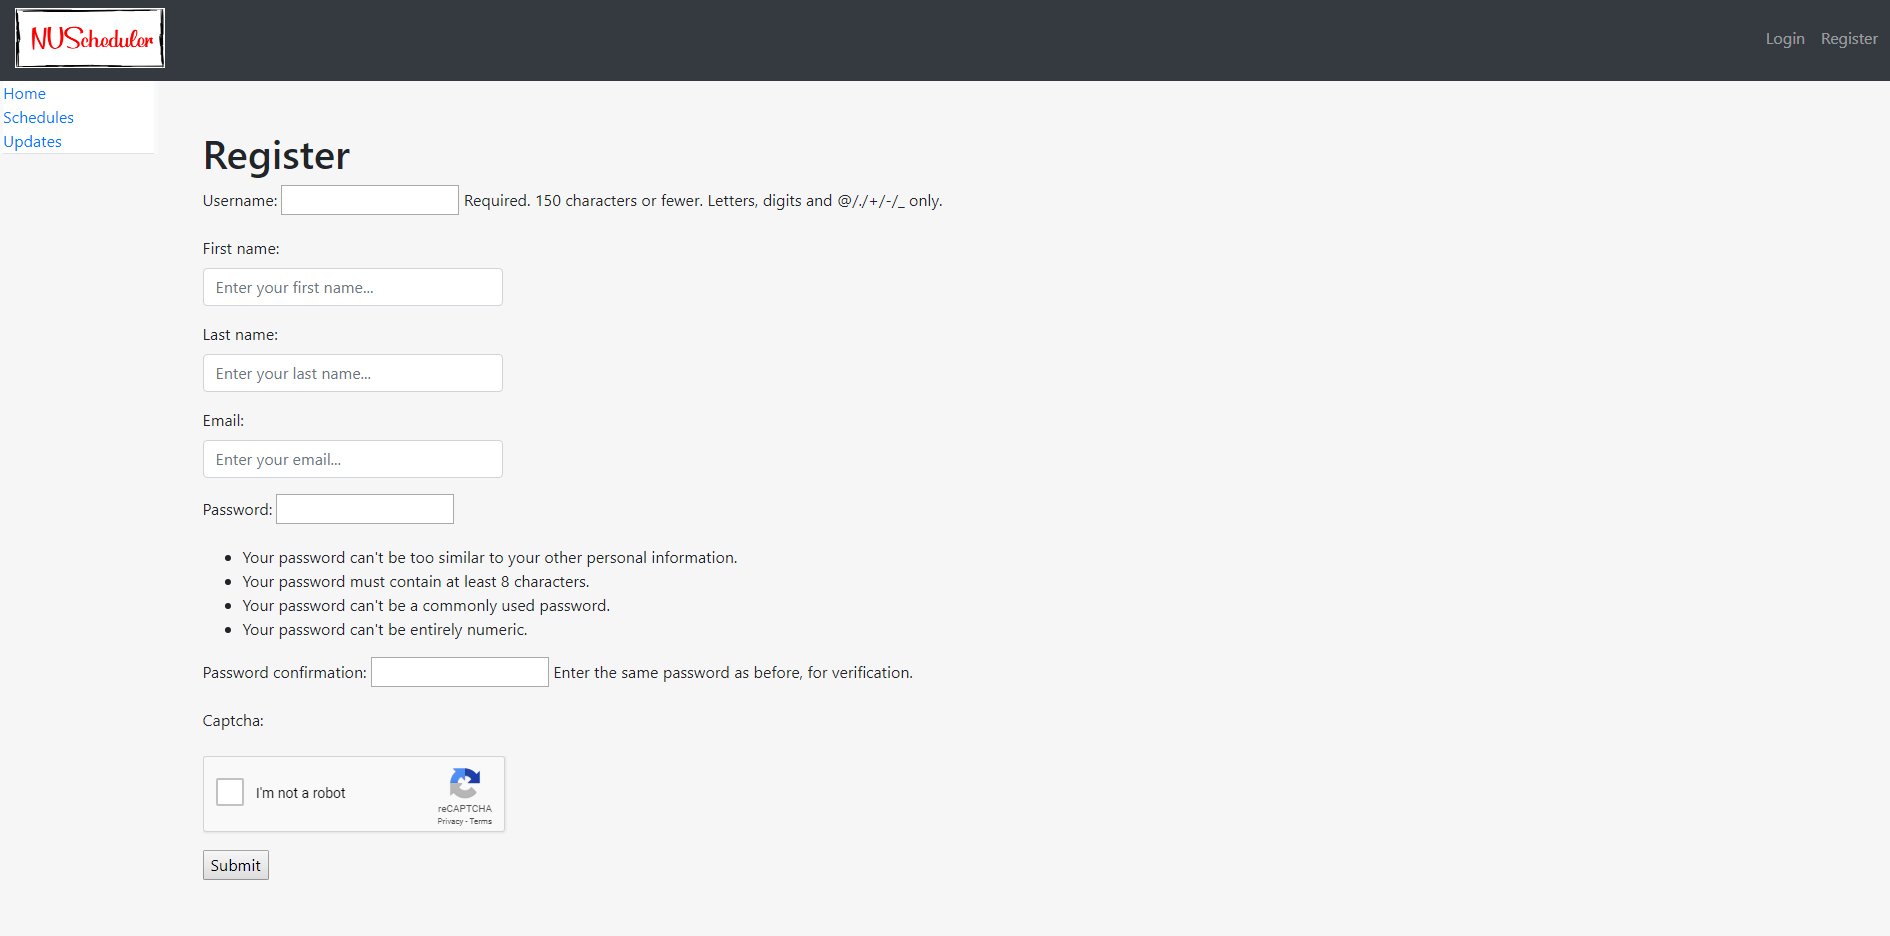 NUScheduler
Login Register
Home
Schedules
Updates
Register
Username: Required. 150 characters or fewer. Letters, digits and @/./+/-/_ only.
First name:
Enter your first name...
Last name:
Enter your last name...
Email:
Enter your email...
Password:
Your password can't be too similar to your other personal information.
Your password must contain at least 8 characters.
Your password can't be a commonly used password.
Your password can't be entirely numeric.
Password confirmation: Enter the same password as before, for verification.
Captcha:
I'm not a robot
reCAPTCHA
Privacy - Terms
Submit